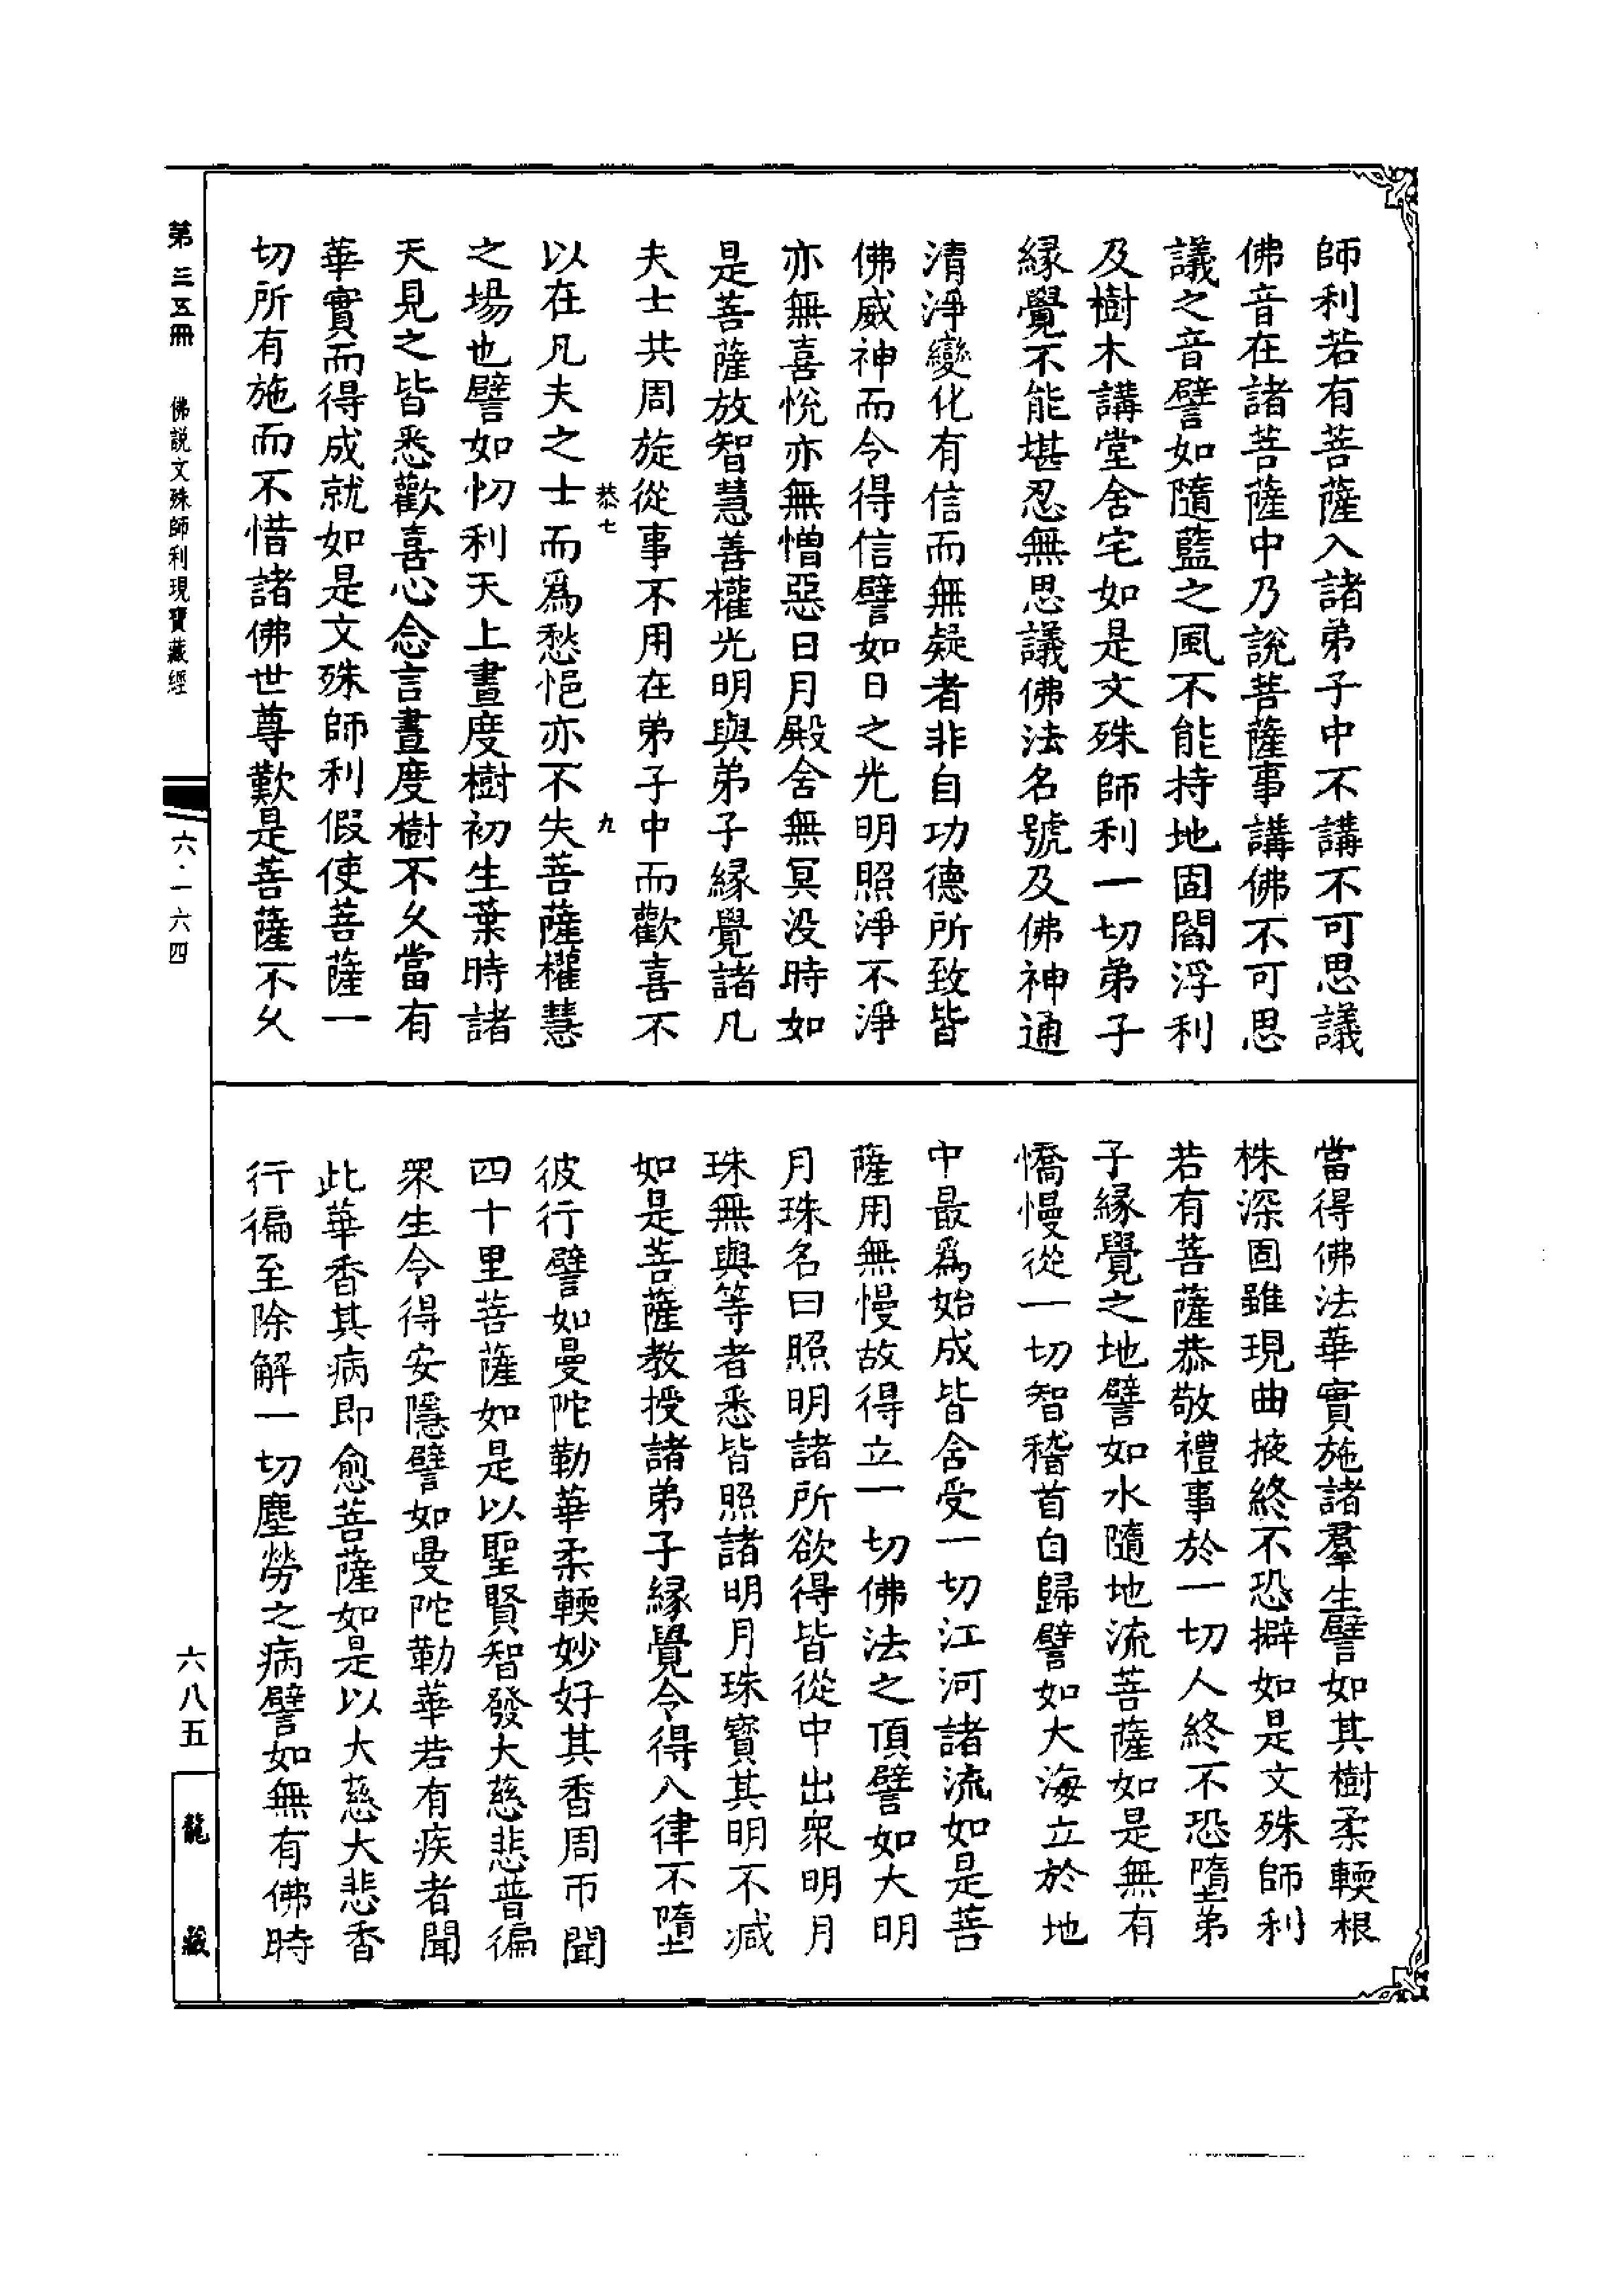 師利若有菩薩入諸弟子中不講不可思議
佛音在諸菩薩中乃說菩薩事講佛不可思
議之音譬如隨藍之風不能持地固閻浮利
及樹木講堂舍宅如是文殊師利一切弟子
緣覺不能堪忍無思議佛法名號及佛神通
清淨變化有信而無疑者非自功德所致皆
佛威神而令得信譬如日之光明照淨不淨
亦無喜悅亦無憎惡日月殿舍無冥没時如
是菩薩放智慧善權光明與弟子緣覺諸凡
夫士共周旋從事不用在弟子中而歡喜不
恭七 九
以在凡夫之士而爲愁悒亦不失菩薩權慧
之場也譬如忉利天上晝度樹初生葉時諸
天見之皆悉歡喜心念言晝度樹不久當有
華實而得成就如是文殊師利假使菩薩一
切所有施而不惜諸佛世尊歎是菩薩不久
當得佛法華實施諸羣生譬如其樹柔輭根
株深固雖現曲掖終不恐擗如是文殊師利
若有菩薩恭敬禮事於一切人終不恐墮弟
子緣覺之地譬如水隨地流菩薩如是無有
憍慢從一切智稽首自歸譬如大海立於地
中最爲始成皆含受一切江河諸流如是菩
薩用無慢故得立一切佛法之頂譬如大明
月珠名曰照明諸所欲得皆從中出衆明月
珠無與等者悉皆照諸明月珠寶其明不減
如是菩薩教授諸弟子緣覺令得入律不墮
彼行譬如曼陀勒華柔輭妙好其香周帀聞
四十里菩薩如是以聖賢智發大慈悲普徧
衆生令得安隱譬如曼陀勒華若有疾者聞
此華香其病即愈菩薩如是以大慈大悲香
行徧至除解一切塵勞之病譬如無有佛時
第三五冊 佛説文殊師利現寶藏經 六·一六四
六八五 龍藏